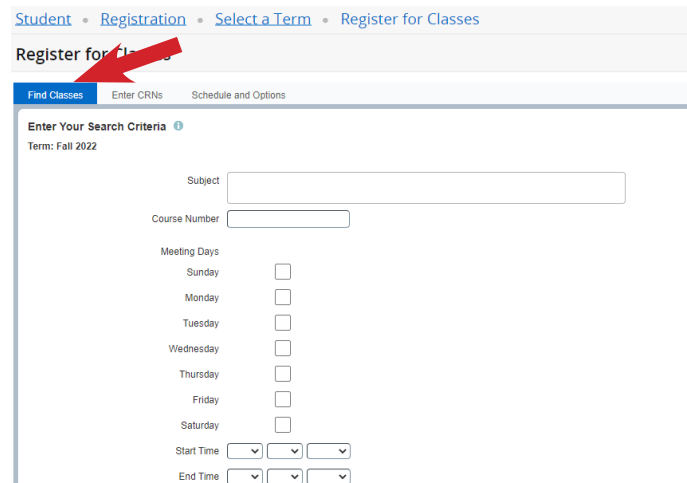 Student • Registration • Select a Term • Register for Classes
Register for Classes
Find Classes Enter CRNs Schedule and Options
Enter Your Search Criteria
Term: Fall 2022
Subject
Course Number
Meeting Days
Sunday
Monday
Tuesday
Wednesday
Thursday
Friday
Saturday
Start Time
End Time